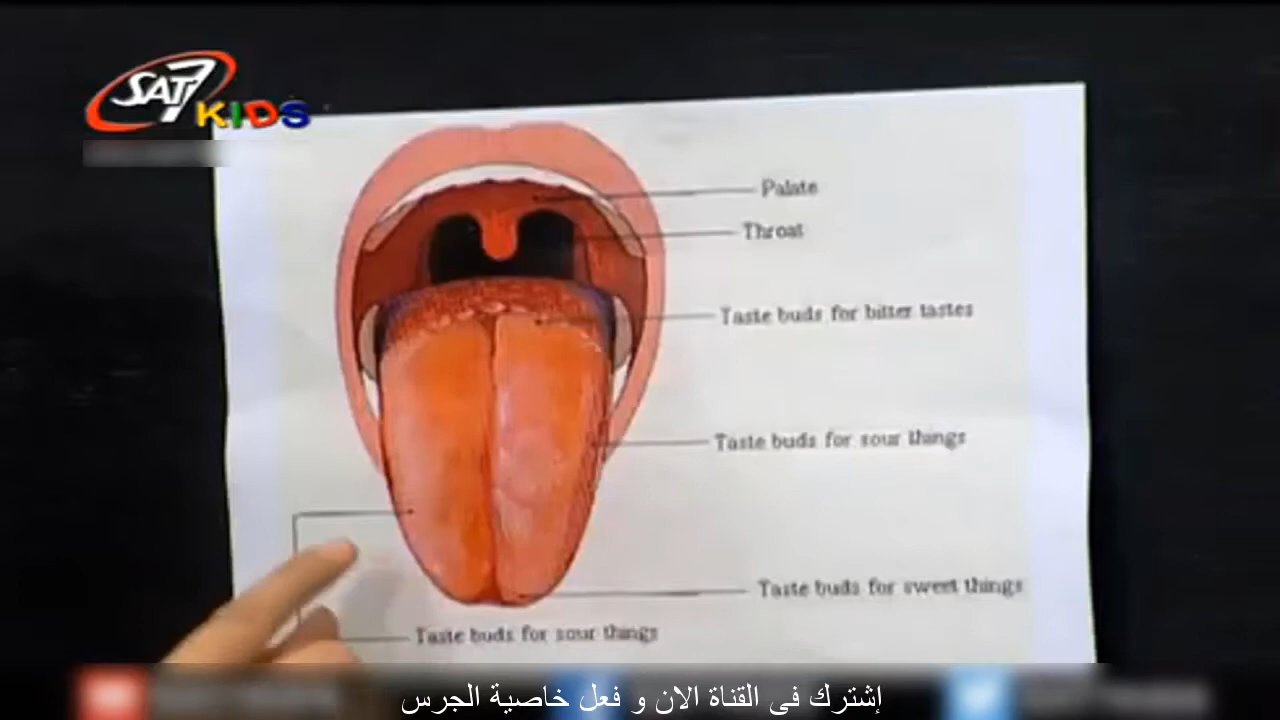 SAT7
KIDS
Palate
Throat
Taste buds for bitter tastes
Taste buds for sour things
Taste buds for sweet things
Taste buds for sour things
إشترك فى القناة الان و فعل خاصية الجرس